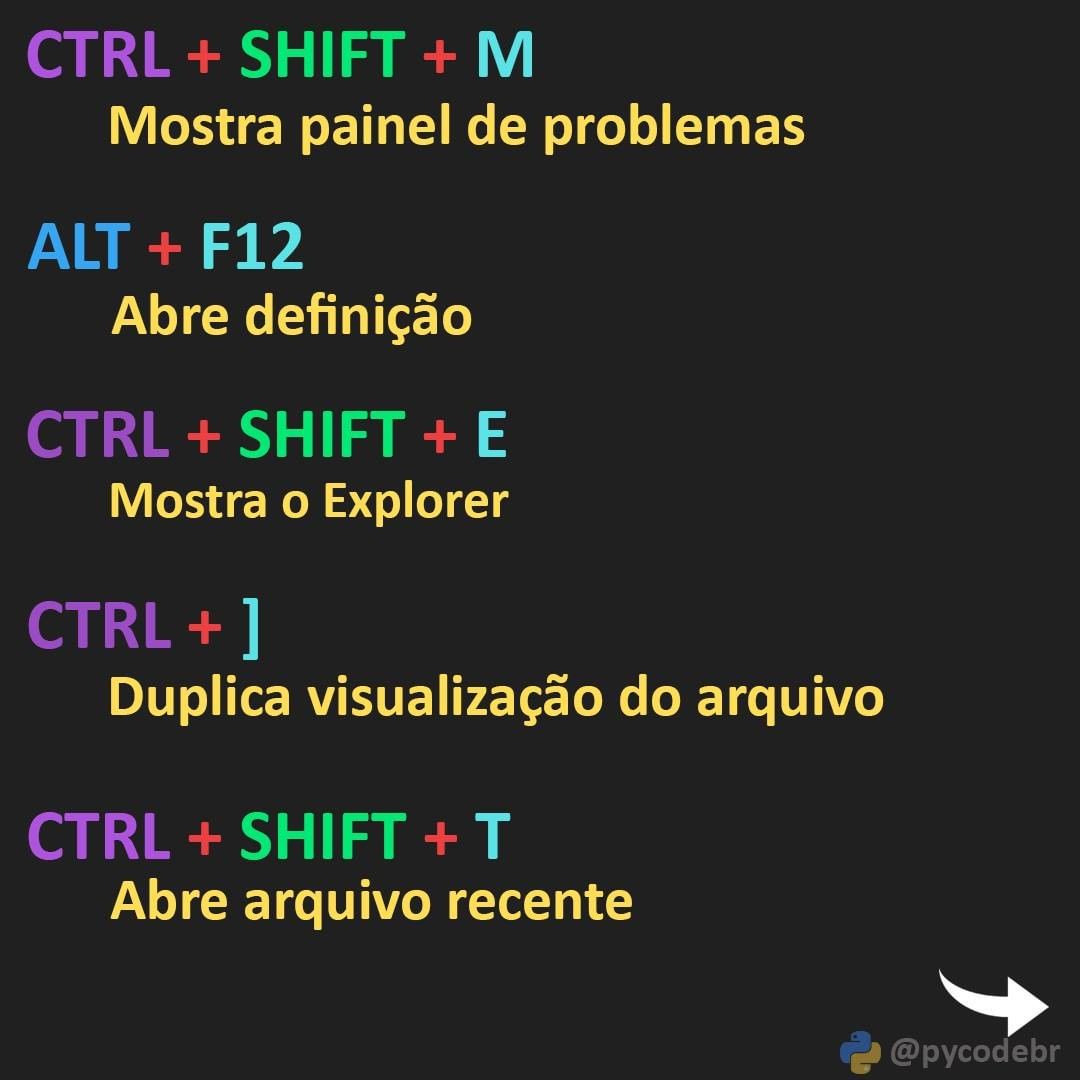 CTRL + SHIFT + M
Mostra painel de problemas
ALT + F12
Abre definição
CTRL + SHIFT + E
Mostra o Explorer
CTRL + ]
Duplica visualização do arquivo
CTRL + SHIFT + T
Abre arquivo recente
@pycodebr